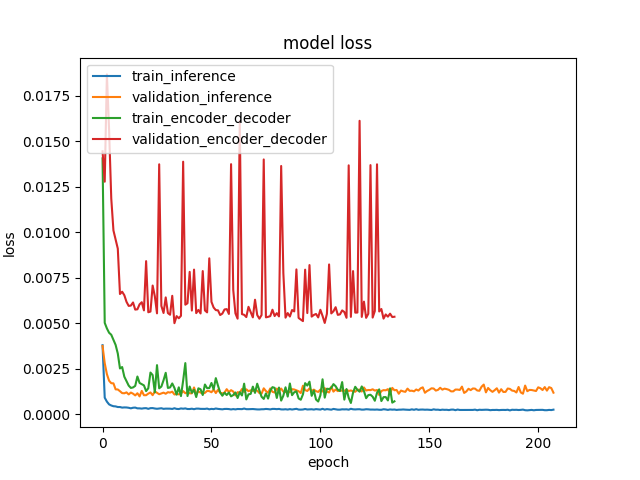 model loss
train_inference
validation_inference
train_encoder_decoder
validation_encoder_decoder
0.0175
0.0150
0.0125
0.0100
0.0075
0.0050
0.0025
0.0000
loss
0 50 100 150 200
epoch